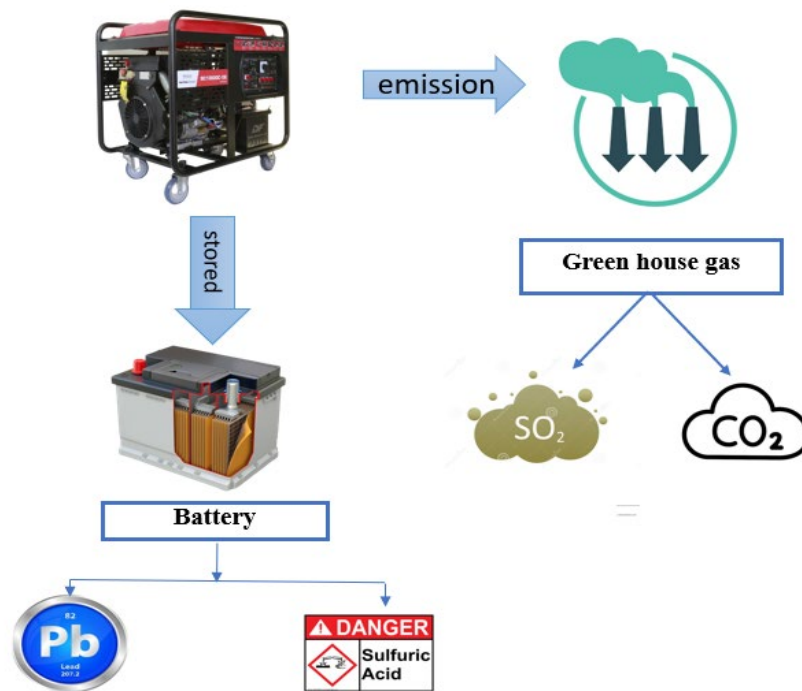 emission
stored
Green house gas
SO₂
CO₂
Battery
82
Pb
Lead
207.2
DANGER
Sulfuric
Acid